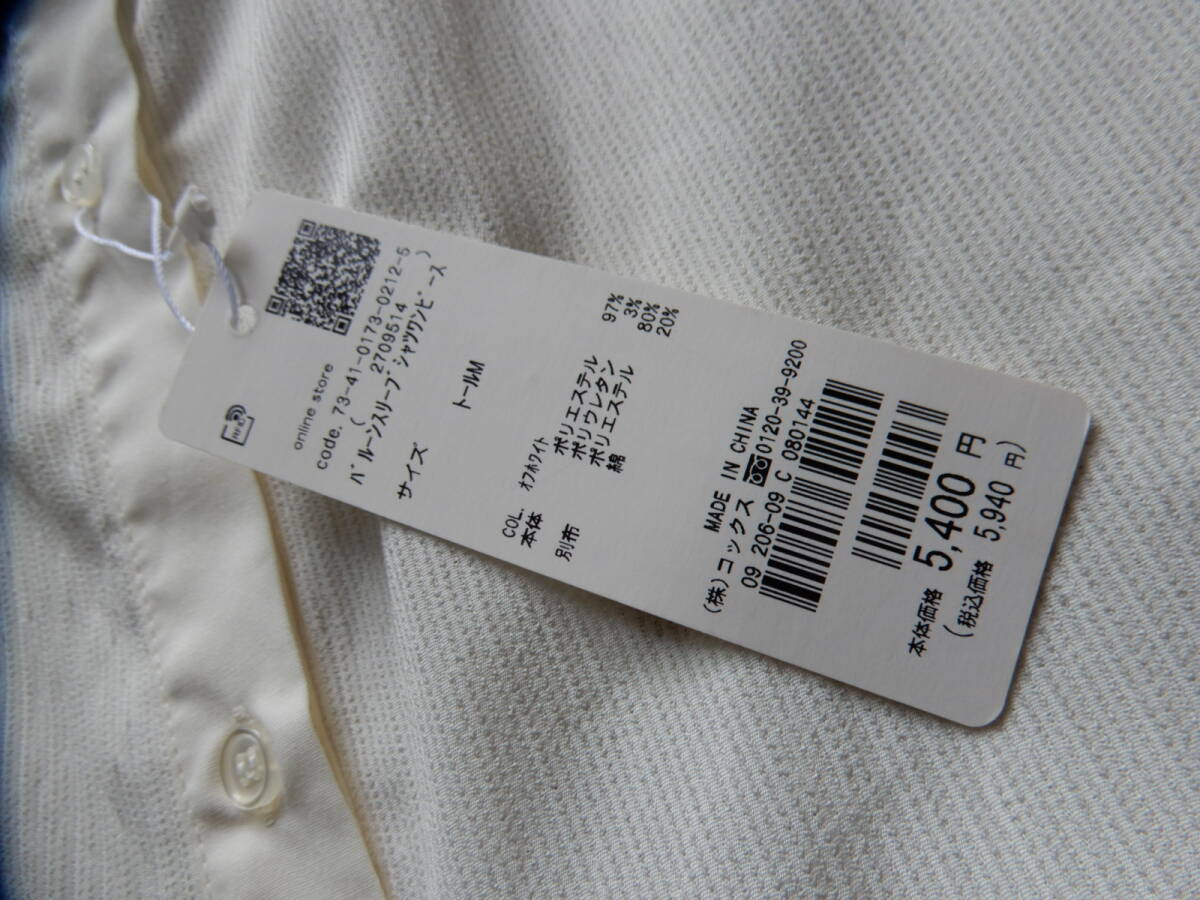 RFID
online store
code. 73-41-0173-0212-5
( 2709514 )
バルーンスリーブシャツワンピース
サイズ トールM
COL. オフホワイト
本体 ポリエステル 97%
ポリウレタン 3%
別布 ポリエステル 80%
綿 20%
MADE IN CHINA
(株)コックス 0120-39-9200
09 206-09 C 080144
本体価格 5,400 円
(税込価格 5,940 円)